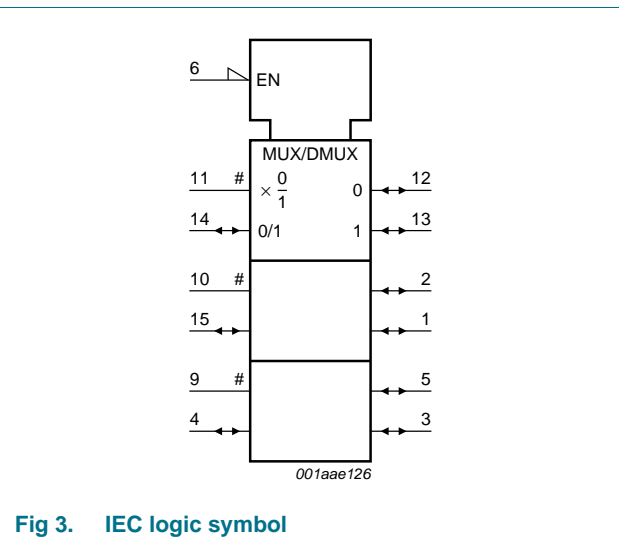 6
EN
MUX/DMUX
11 # × 0/1 0 12
14 0/1 1 13
10 # 2
15 1
9 # 5
4 3
001aae126
Fig 3. IEC logic symbol